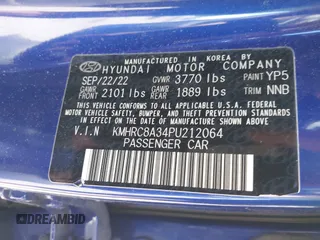 MANUFACTURED IN KOREA BY
HYUNDAI MOTOR COMPANY
SEP/22/22 GVWR 3770 lbs PAINT YP5
GAWR FRONT 2101 lbs GAWR REAR 1889 lbs TRIM NNB
THIS VEHICLE CONFORMS TO ALL APPLICABLE U.S.A. FEDERAL
MOTOR VEHICLE SAFETY, BUMPER, AND THEFT
PREVENTION STANDARDS IN EFFECT ON THE DATE OF
MANUFACTURE SHOWN ABOVE.
V.I.N KMHRC8A34PU212064
PASSENGER CAR
DREAMBID